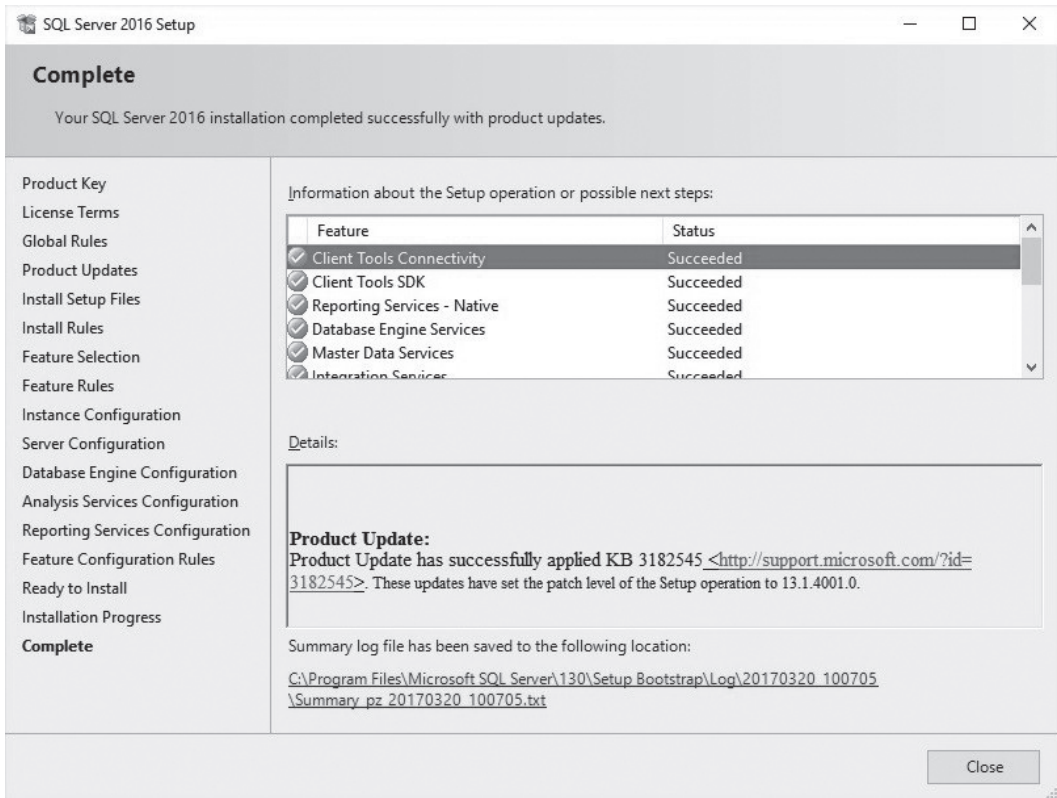 SQL Server 2016 Setup
Complete
Your SQL Server 2016 installation completed successfully with product updates.
Product Key
License Terms
Global Rules
Product Updates
Install Setup Files
Install Rules
Feature Selection
Feature Rules
Instance Configuration
Server Configuration
Database Engine Configuration
Analysis Services Configuration
Reporting Services Configuration
Feature Configuration Rules
Ready to Install
Installation Progress
Complete
Information about the Setup operation or possible next steps:
Feature Status
Client Tools Connectivity Succeeded
Client Tools SDK Succeeded
Reporting Services - Native Succeeded
Database Engine Services Succeeded
Master Data Services Succeeded
Integration Services Succeeded
Details:
Product Update:
Product Update has successfully applied KB 3182545 <http://support.microsoft.com/?id=
3182545>. These updates have set the patch level of the Setup operation to 13.1.4001.0.
Summary log file has been saved to the following location:
C:\Program Files\Microsoft SQL Server\130\Setup Bootstrap\Log\20170320_100705
\Summary_pz_20170320_100705.txt
Close